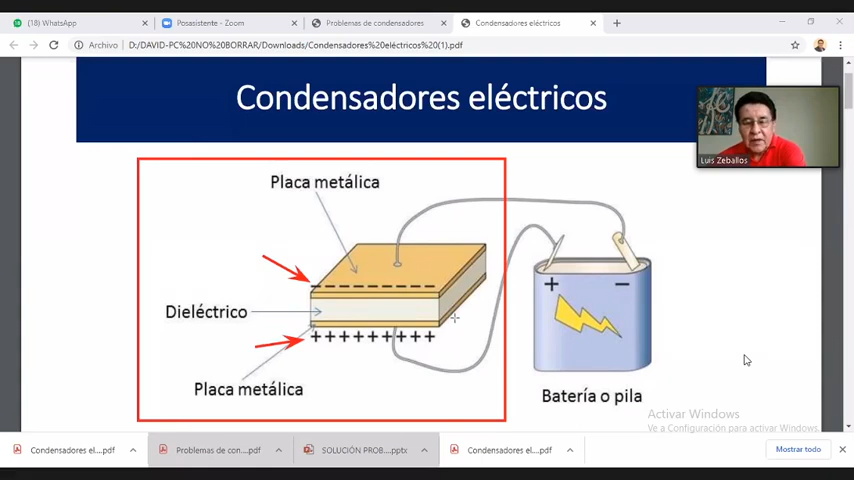 (18) WhatsApp
Posasistente - Zoom
Problemas de condensadores
Condensadores eléctricos
Archivo
D:/DAVID-PC%20NO%20BORRAR/Downloads/Condensadores%20eléctricos%20(1).pdf
Condensadores eléctricos
Luis Zeballos
Placa metálica
Dieléctrico
Placa metálica
+ −
Batería o pila
Activar Windows
Ve a Configuración para activar Windows.
Condensadores el....pdf
Problemas de con....pdf
SOLUCIÓN PROB....pptx
Condensadores el....pdf
Mostrar todo